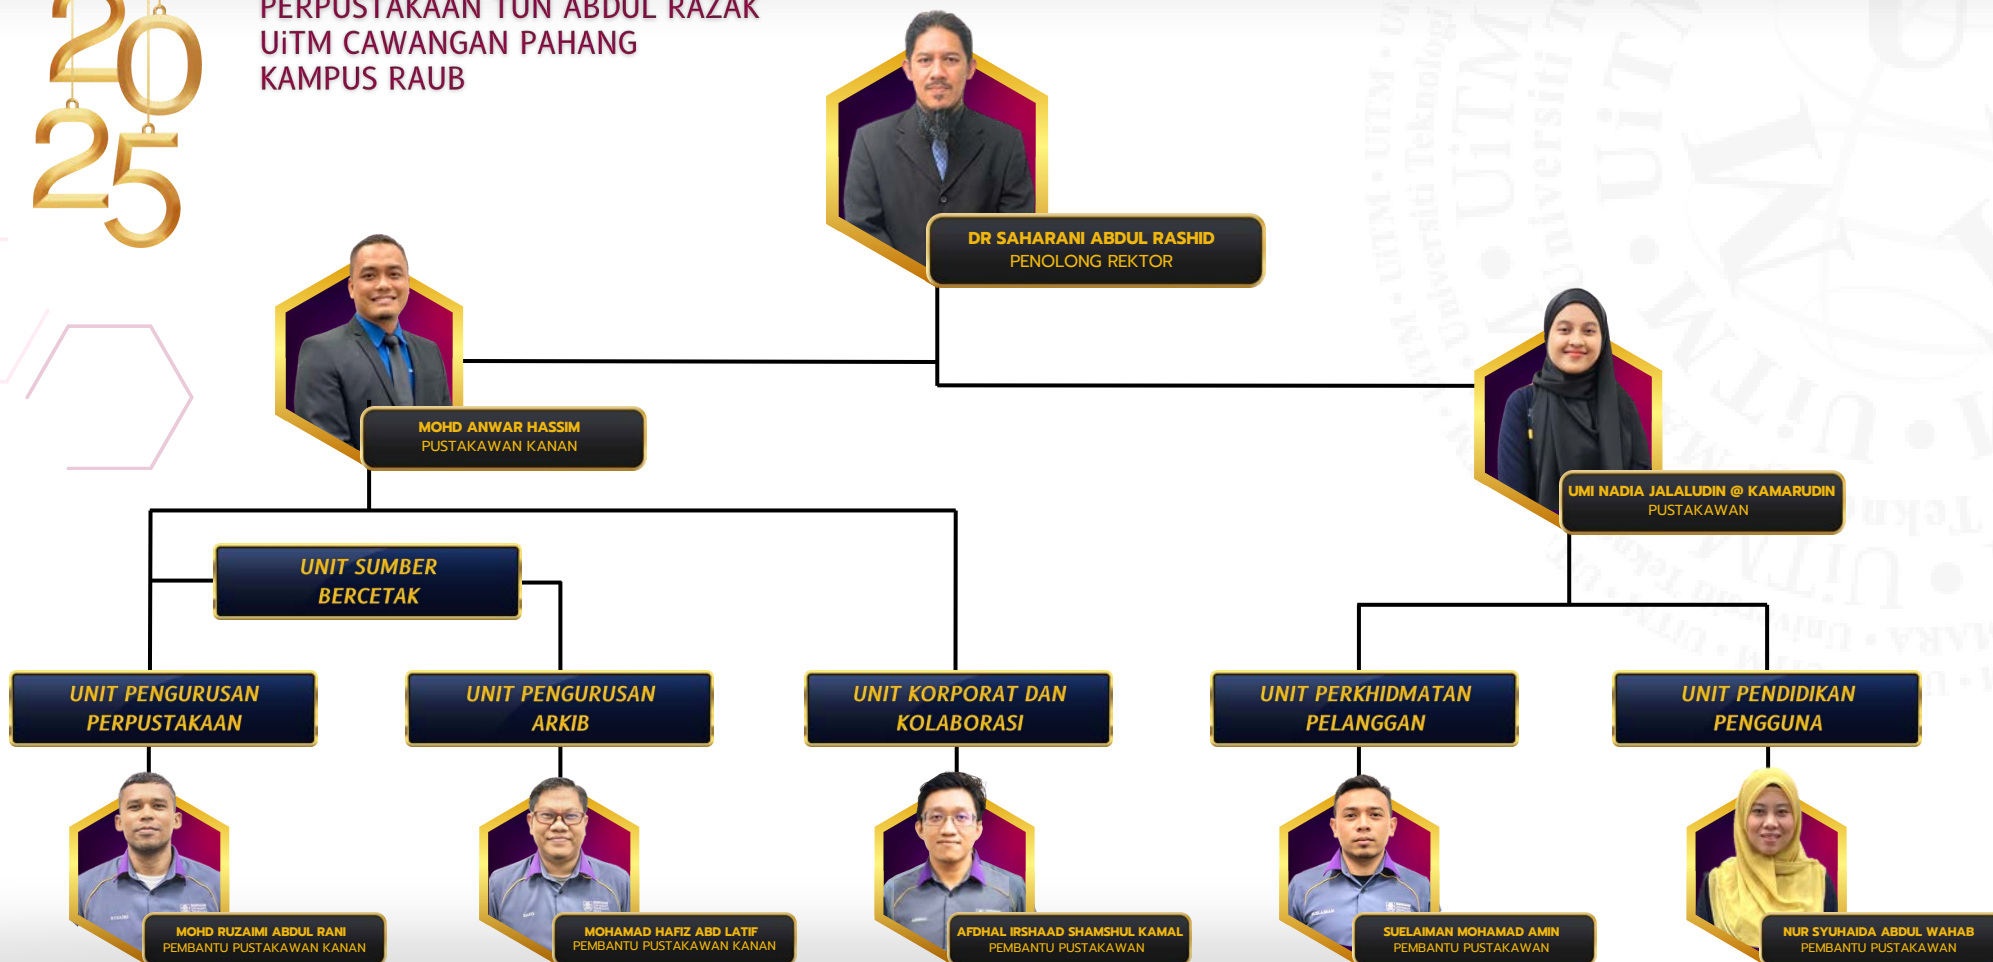 2025
PERPUSTAKAAN TUN ABDUL RAZAK
UiTM CAWANGAN PAHANG
KAMPUS RAUB
DR SAHARANI ABDUL RASHID
PENOLONG REKTOR
MOHD ANWAR HASSIM
PUSTAKAWAN KANAN
UMI NADIA JALALUDIN @ KAMARUDIN
PUSTAKAWAN
UNIT SUMBER
BERCETAK
UNIT PENGURUSAN
PERPUSTAKAAN
UNIT PENGURUSAN
ARKIB
UNIT KORPORAT DAN
KOLABORASI
UNIT PERKHIDMATAN
PELANGGAN
UNIT PENDIDIKAN
PENGGUNA
MOHD RUZAIMI ABDUL RANI
PEMBANTU PUSTAKAWAN KANAN
MOHAMAD HAFIZ ABD LATIF
PEMBANTU PUSTAKAWAN KANAN
AFDHAL IRSHAAD SHAMSHUL KAMAL
PEMBANTU PUSTAKAWAN
SUELAIMAN MOHAMAD AMIN
PEMBANTU PUSTAKAWAN
NUR SYUHAIDA ABDUL WAHAB
PEMBANTU PUSTAKAWAN